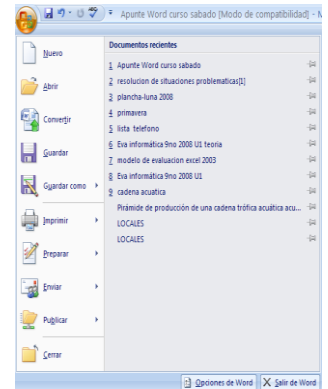 Apunte Word curso sabado [Modo de compatibilidad] -
Nuevo
Abrir
Convertir
Guardar
Guardar como
Imprimir
Preparar
Enviar
Publicar
Cerrar
Documentos recientes
1 Apunte Word curso sabado
2 resolucion de situaciones problematicas[1]
3 plancha-luna 2008
4 primavera
5 lista telefono
6 Eva informática 9no 2008 U1 teoria
7 modelo de evaluacion excel 2003
8 Eva informática 9no 2008 U1
9 cadena acuatica
Pirámide de producción de una cadena trófica acuática acu...
LOCALES
LOCALES
Opciones de Word
Salir de Word